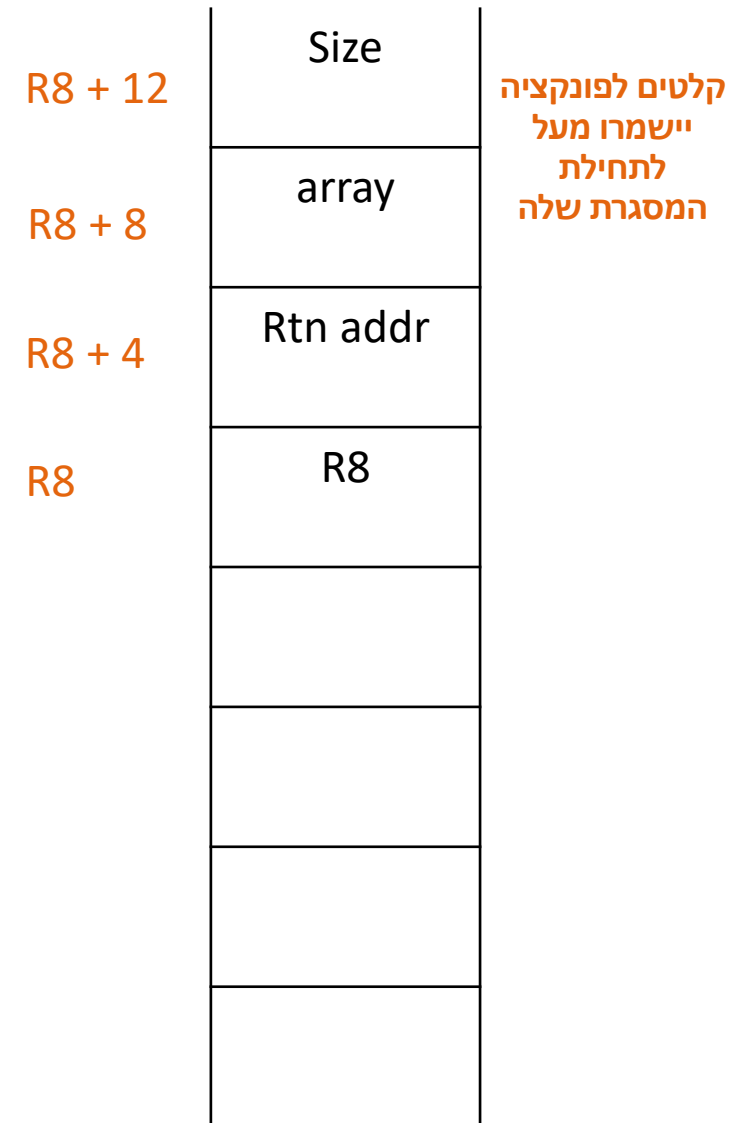 Size
R8 + 12
קלטים לפונקציה
יישמרו מעל
לתחילת
המסגרת שלה
array
R8 + 8
Rtn addr
R8 + 4
R8
R8